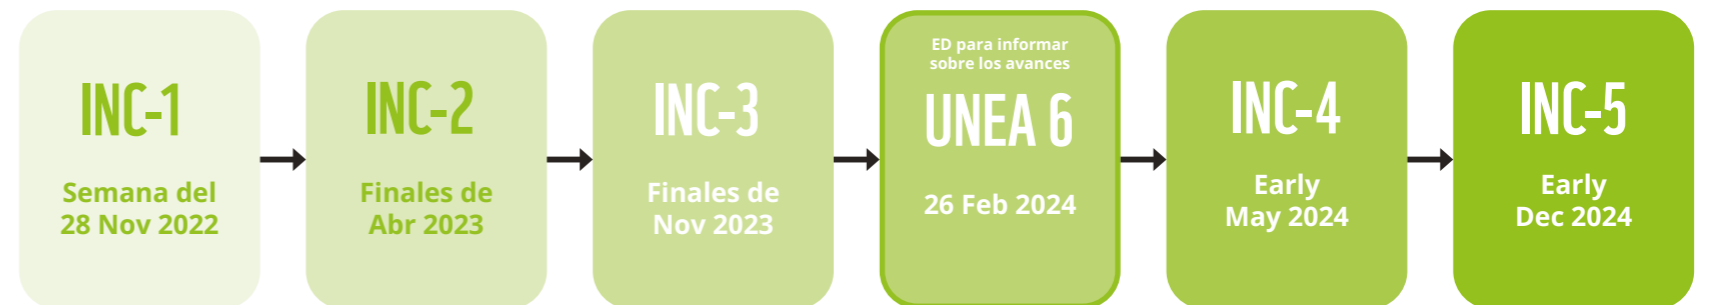 INC-1
Semana del
28 Nov 2022
INC-2
Finales de
Abr 2023
INC-3
Finales de
Nov 2023
ED para informar
sobre los avances
UNEA 6
26 Feb 2024
INC-4
Early
May 2024
INC-5
Early
Dec 2024